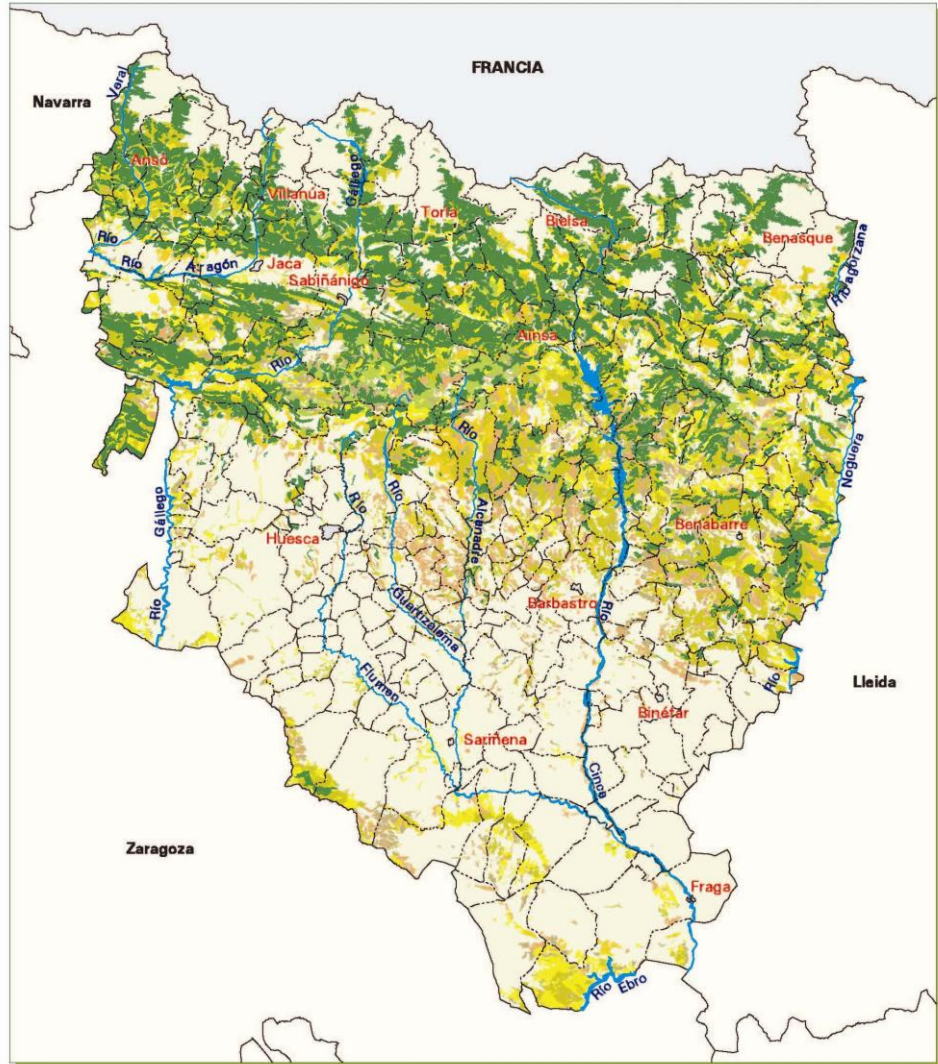 FRANCIA
Navarra
Veral
Ansó
Villanúa
Gállego
Torla
Bielsa
Benasque
Río
Río Aragón
Jaca
Sabiñánigo
Ribagorzana
Río
Aínsa
Río
Río
Noguera
Gállego
Río
Río
Río
Alcanadre
Huesca
Benabarre
Barbastro
Río
Guatizalema
Flumen
Río
Lleida
Sariñena
Binéfar
Cinca
Zaragoza
Fraga
Río Ebro